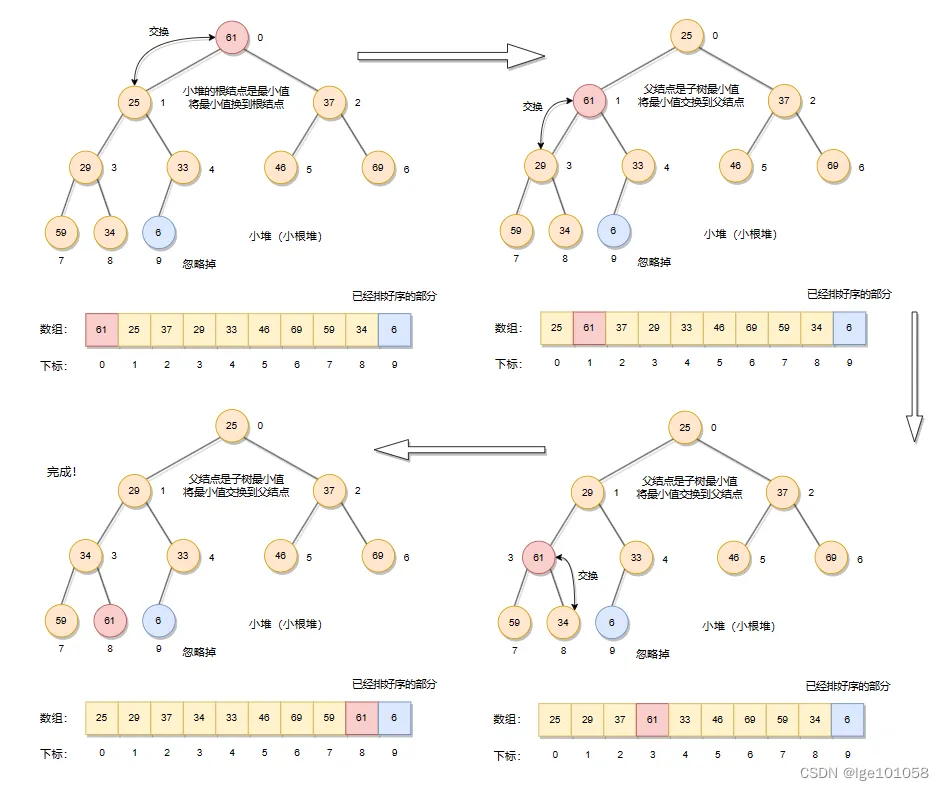 交换
61 0
25 1
小堆的根结点是最小值
将最小值换到根结点
37 2
29 3
33 4
46 5
69 6
59 34 6
7 8 9 忽略掉
小堆（小根堆）
已经排好序的部分
数组： 61 25 37 29 33 46 69 59 34 6
下标： 0 1 2 3 4 5 6 7 8 9
25 0
交换
61 1
父结点是子树最小值
将最小值交换到父结点
37 2
29 3
33 4
46 5
69 6
59 34 6
7 8 9 忽略掉
小堆（小根堆）
已经排好序的部分
数组： 25 61 37 29 33 46 69 59 34 6
下标： 0 1 2 3 4 5 6 7 8 9
25 0
完成！
29 1
父结点是子树最小值
将最小值交换到父结点
37 2
34 3
33 4
46 5
69 6
59 61 6
7 8 9 忽略掉
小堆（小根堆）
已经排好序的部分
数组： 25 29 37 34 33 46 69 59 61 6
下标： 0 1 2 3 4 5 6 7 8 9
25 0
29 1
父结点是子树最小值
将最小值交换到父结点
37 2
3 61
33 4
46 5
69 6
交换
59 34 6
7 8 9 忽略掉
小堆（小根堆）
已经排好序的部分
数组： 25 29 37 61 33 46 69 59 34 6
下标： 0 1 2 3 4 5 6 7 8 9
CSDN @lge101058